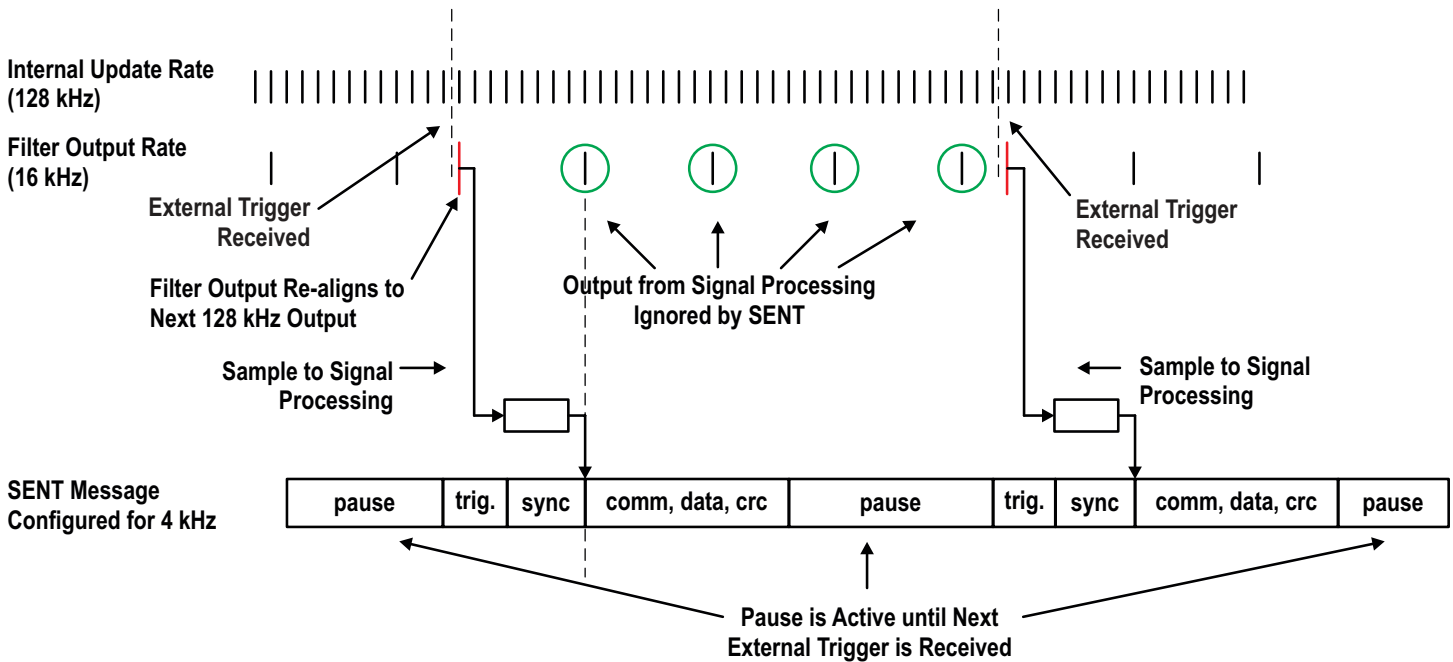 Internal Update Rate
(128 kHz)
Filter Output Rate
(16 kHz)
External Trigger
Received
External Trigger
Received
Filter Output Re-aligns to
Next 128 kHz Output
Output from Signal Processing
Ignored by SENT
Sample to Signal
Processing
Sample to Signal
Processing
SENT Message
Configured for 4 kHz
pause
trig.
sync
comm, data, crc
pause
trig.
sync
comm, data, crc
pause
Pause is Active until Next
External Trigger is Received